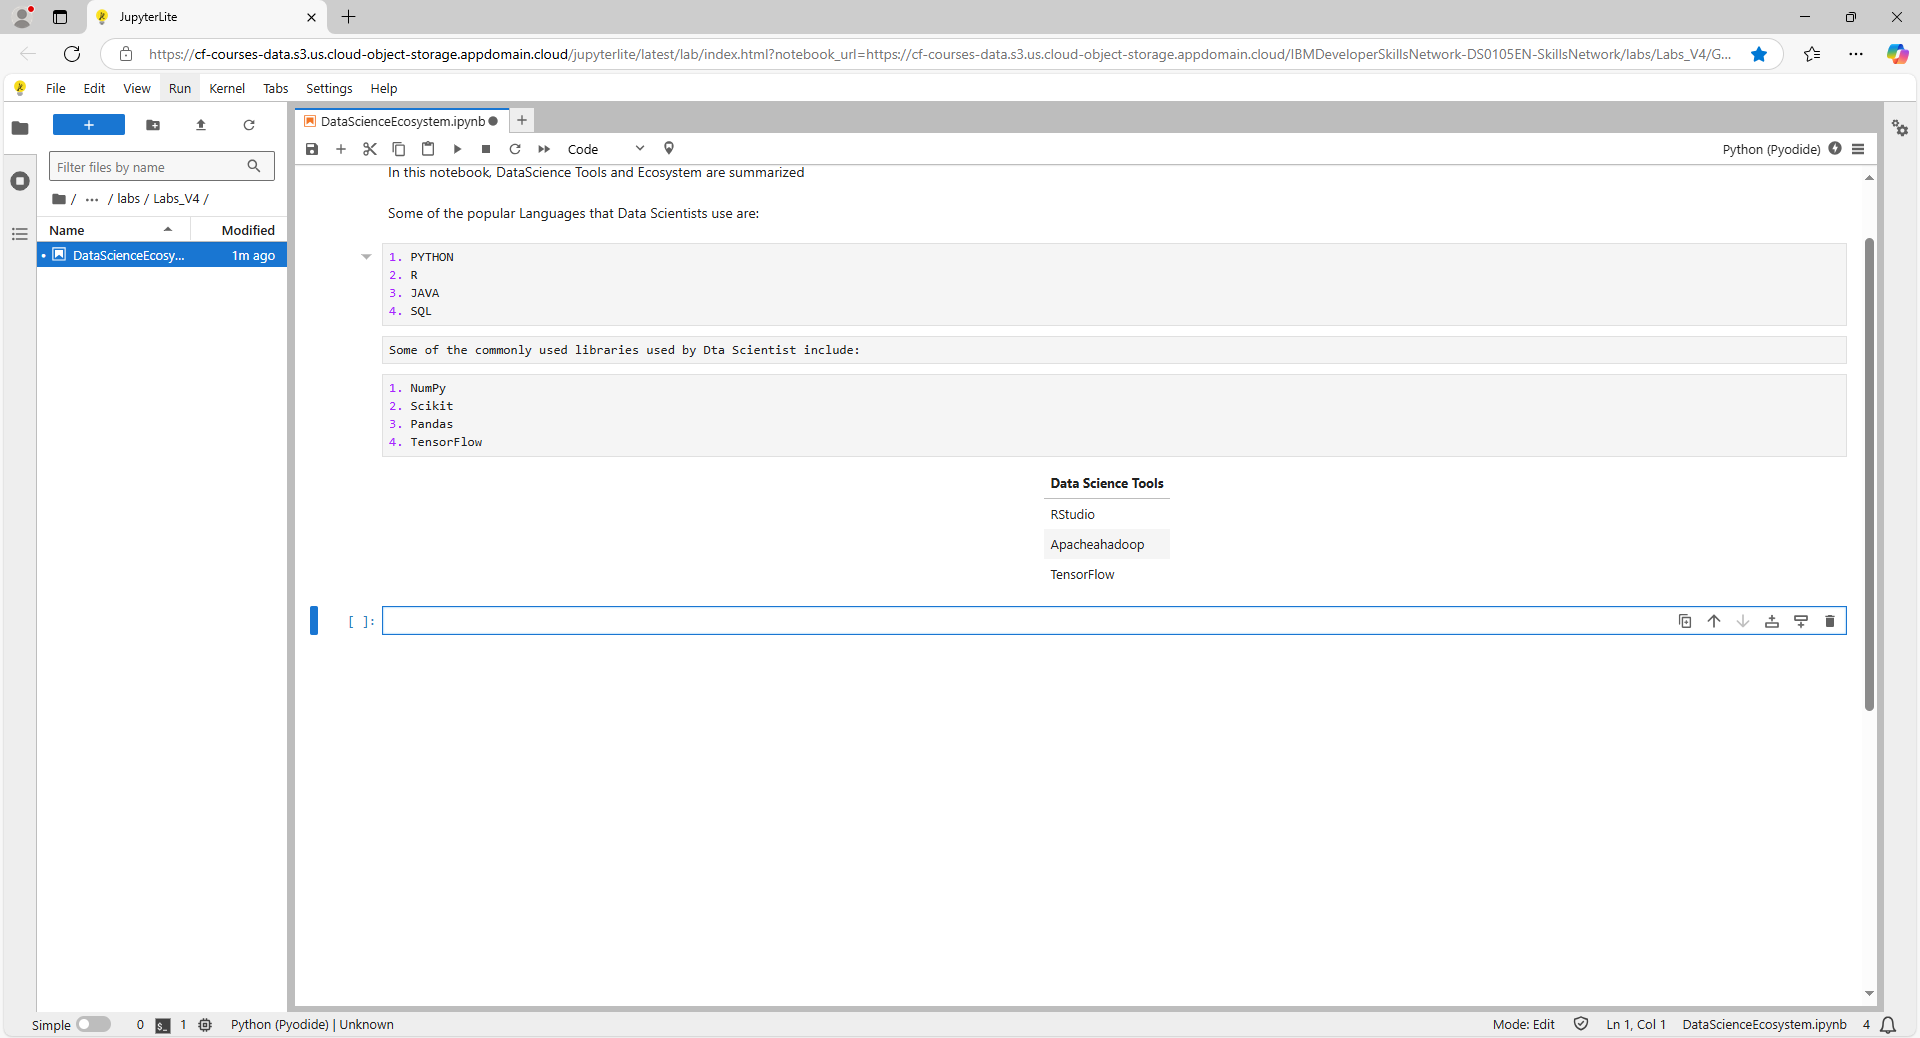 JupyterLite
https://cf-courses-data.s3.us.cloud-object-storage.appdomain.cloud/jupyterlite/latest/lab/index.html?notebook_url=https://cf-courses-data.s3.us.cloud-object-storage.appdomain.cloud/IBMDeveloperSkillsNetwork-DS0105EN-SkillsNetwork/labs/Labs_V4/G...
File Edit View Run Kernel Tabs Settings Help
DataScienceEcosystem.ipynb
Code
Python (Pyodide)
Filter files by name
/ ... / labs / Labs_V4 /
Name Modified
DataScienceEcosy... 1m ago
In this notebook, DataScience Tools and Ecosystem are summarized
Some of the popular Languages that Data Scientists use are:
1. PYTHON
2. R
3. JAVA
4. SQL
Some of the commonly used libraries used by Dta Scientist include:
1. NumPy
2. Scikit
3. Pandas
4. TensorFlow
Data Science Tools
RStudio
Apacheahadoop
TensorFlow
[ ]:
Simple 0 $_ 1 Python (Pyodide) | Unknown Mode: Edit Ln 1, Col 1 DataScienceEcosystem.ipynb 4